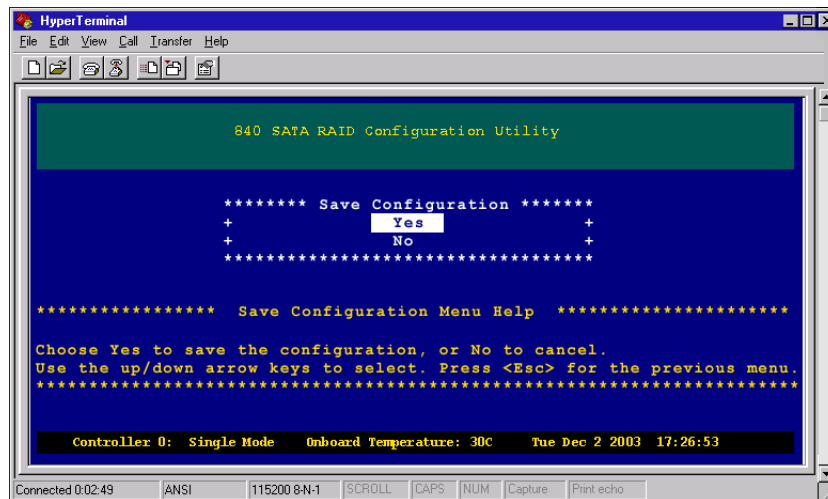 HyperTerminal
File Edit View Call Transfer Help
840 SATA RAID Configuration Utility
******** Save Configuration *******
+ Yes +
+ No +
***********************************
***************** Save Configuration Menu Help **********************
Choose Yes to save the configuration, or No to cancel.
Use the up/down arrow keys to select. Press <Esc> for the previous menu.
************************************************************************
Controller 0: Single Mode Onboard Temperature: 30C Tue Dec 2 2003 17:26:53
Connected 0:02:49 ANSI 115200 8-N-1 SCROLL CAPS NUM Capture Print echo